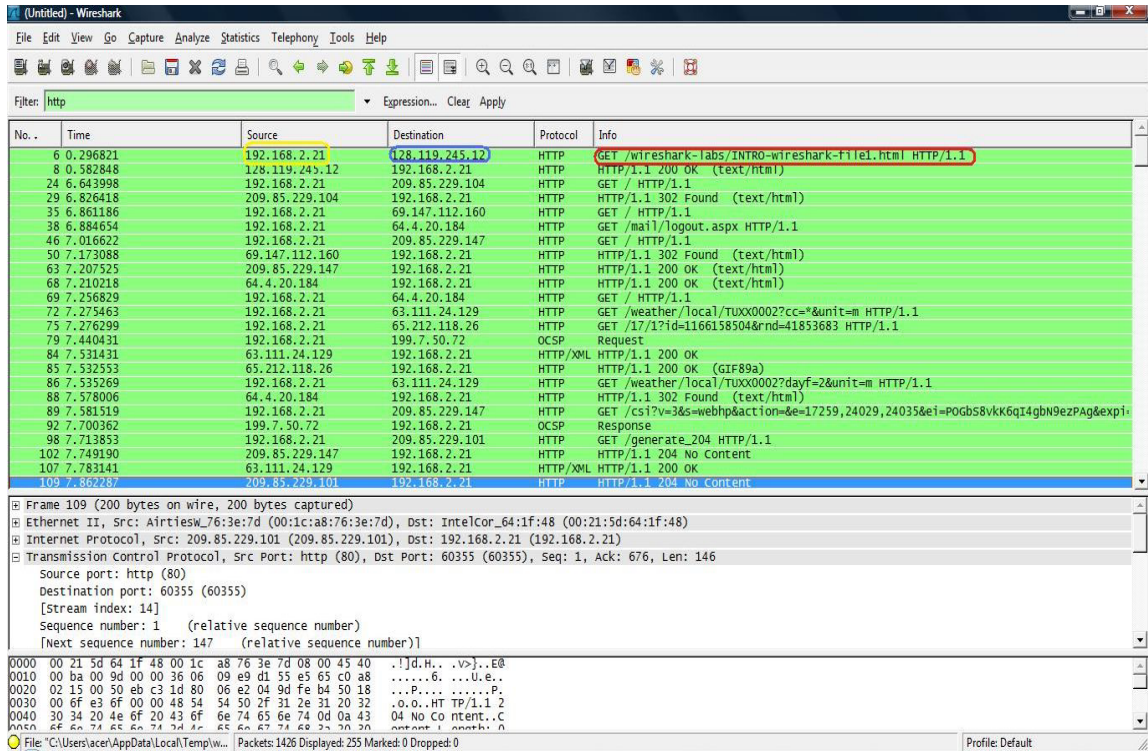 (Untitled) - Wireshark
File Edit View Go Capture Analyze Statistics Telephony Tools Help
Filter: http Expression... Clear Apply
No. . Time Source Destination Protocol Info
6 0.296821 192.168.2.21 128.119.245.12 HTTP GET /wireshark-labs/INTRO-wireshark-file1.html HTTP/1.1
8 0.582848 128.119.245.12 192.168.2.21 HTTP HTTP/1.1 200 OK (text/html)
24 6.643998 192.168.2.21 209.85.229.104 HTTP GET / HTTP/1.1
29 6.826418 209.85.229.104 192.168.2.21 HTTP HTTP/1.1 302 Found (text/html)
35 6.861186 192.168.2.21 69.147.112.160 HTTP GET / HTTP/1.1
38 6.884654 192.168.2.21 64.4.20.184 HTTP GET /mail/logout.aspx HTTP/1.1
46 7.016622 192.168.2.21 209.85.229.147 HTTP GET / HTTP/1.1
50 7.173088 69.147.112.160 192.168.2.21 HTTP HTTP/1.1 302 Found (text/html)
63 7.207525 209.85.229.147 192.168.2.21 HTTP HTTP/1.1 200 OK (text/html)
68 7.210218 64.4.20.184 192.168.2.21 HTTP HTTP/1.1 200 OK (text/html)
69 7.256829 192.168.2.21 64.4.20.184 HTTP GET / HTTP/1.1
72 7.275463 192.168.2.21 63.111.24.129 HTTP GET /weather/local/TUXX0002?cc=*&unit=m HTTP/1.1
75 7.276299 192.168.2.21 65.212.118.26 HTTP GET /17/1?id=1166158504&rnd=41853683 HTTP/1.1
79 7.440431 192.168.2.21 199.7.50.72 OCSP Request
84 7.531431 63.111.24.129 192.168.2.21 HTTP/XML HTTP/1.1 200 OK
85 7.532553 65.212.118.26 192.168.2.21 HTTP HTTP/1.1 200 OK (GIF89a)
86 7.535269 192.168.2.21 63.111.24.129 HTTP GET /weather/local/TUXX0002?dayf=2&unit=m HTTP/1.1
88 7.578006 64.4.20.184 192.168.2.21 HTTP HTTP/1.1 302 Found (text/html)
89 7.581519 192.168.2.21 209.85.229.147 HTTP GET /csi?v=3&s=webhp&action=&e=17259,24029,24035&ei=POGbS8vkK6qI4gbN9ezPAg&expi
92 7.700362 199.7.50.72 192.168.2.21 OCSP Response
98 7.713853 192.168.2.21 209.85.229.101 HTTP GET /generate_204 HTTP/1.1
102 7.749190 209.85.229.147 192.168.2.21 HTTP HTTP/1.1 204 No Content
107 7.783141 63.111.24.129 192.168.2.21 HTTP/XML HTTP/1.1 200 OK
109 7.862287 209.85.229.101 192.168.2.21 HTTP HTTP/1.1 204 No Content
Frame 109 (200 bytes on wire, 200 bytes captured)
Ethernet II, Src: AirtiesW_76:3e:7d (00:1c:a8:76:3e:7d), Dst: IntelCor_64:1f:48 (00:21:5d:64:1f:48)
Internet Protocol, Src: 209.85.229.101 (209.85.229.101), Dst: 192.168.2.21 (192.168.2.21)
Transmission Control Protocol, Src Port: http (80), Dst Port: 60355 (60355), Seq: 1, Ack: 676, Len: 146
Source port: http (80)
Destination port: 60355 (60355)
[Stream index: 14]
Sequence number: 1 (relative sequence number)
[Next sequence number: 147 (relative sequence number)]
0000 00 21 5d 64 1f 48 00 1c a8 76 3e 7d 08 00 45 40 .!]d.H.. .v>}..E@
0010 00 ba 00 9d 00 00 36 06 09 e9 d1 55 e5 65 c0 a8 ......6. ...U.e..
0020 02 15 00 50 eb c3 1d 80 06 e2 04 9d fe b4 50 18 ...P.... ......P.
0030 00 6f e3 6f 00 00 48 54 54 50 2f 31 2e 31 20 32 .o.o..HT TP/1.1 2
0040 30 34 20 4e 6f 20 43 6f 6e 74 65 6e 74 0d 0a 43 04 No Co ntent..C
0050 6f 6e 74 65 6e 74 2d 4c 65 6e 67 74 68 3a 20 30 ontent-L ength: 0
File: "C:\Users\acer\AppData\Local\Temp\w... Packets: 1426 Displayed: 255 Marked: 0 Dropped: 0 Profile: Default